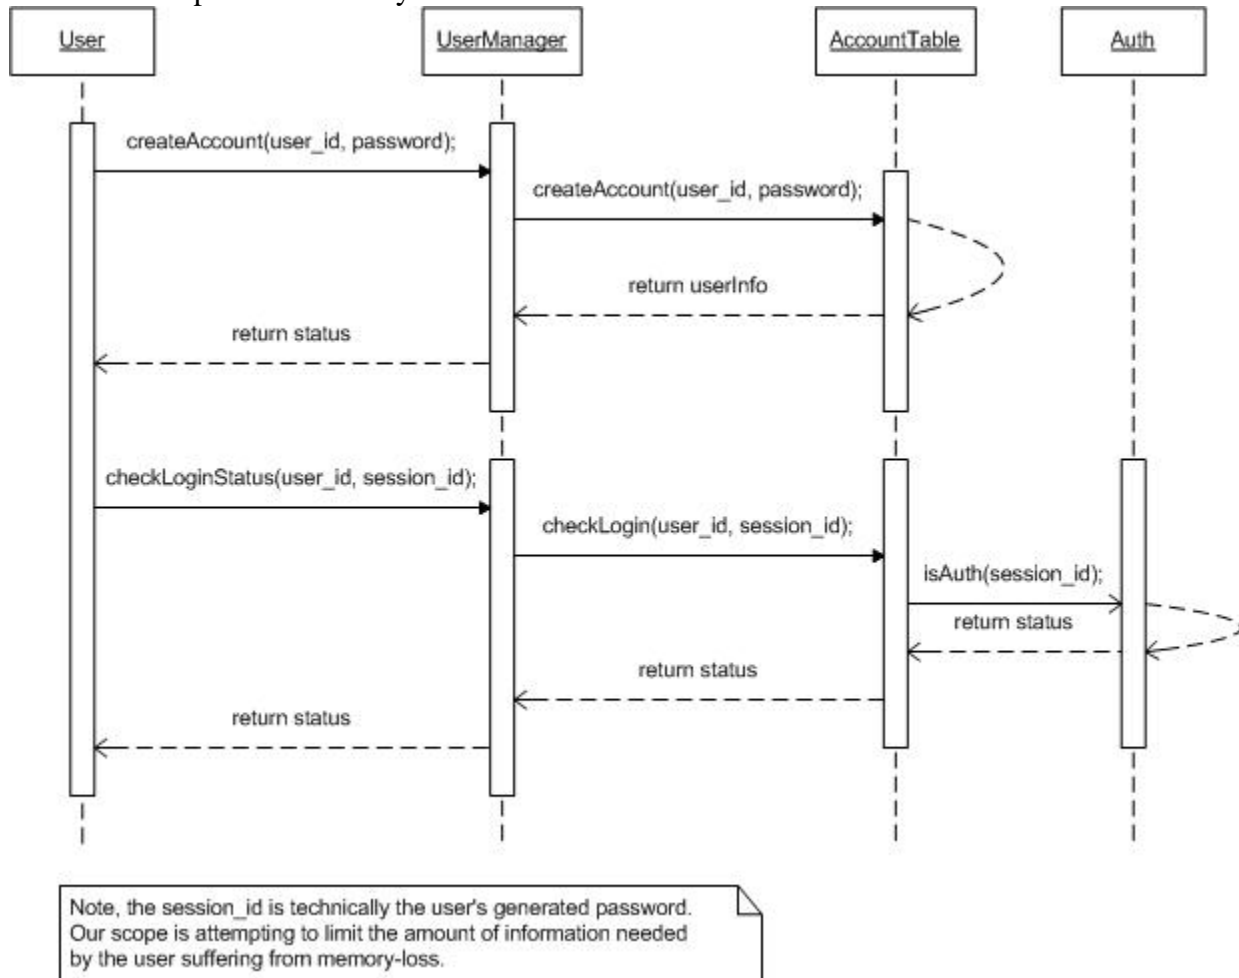 User
UserManager
AccountTable
Auth
createAccount(user_id, password);
createAccount(user_id, password);
return userInfo
return status
checkLoginStatus(user_id, session_id);
checkLogin(user_id, session_id);
isAuth(session_id);
return status
return status
return status
Note, the session_id is technically the user's generated password.
Our scope is attempting to limit the amount of information needed
by the user suffering from memory-loss.